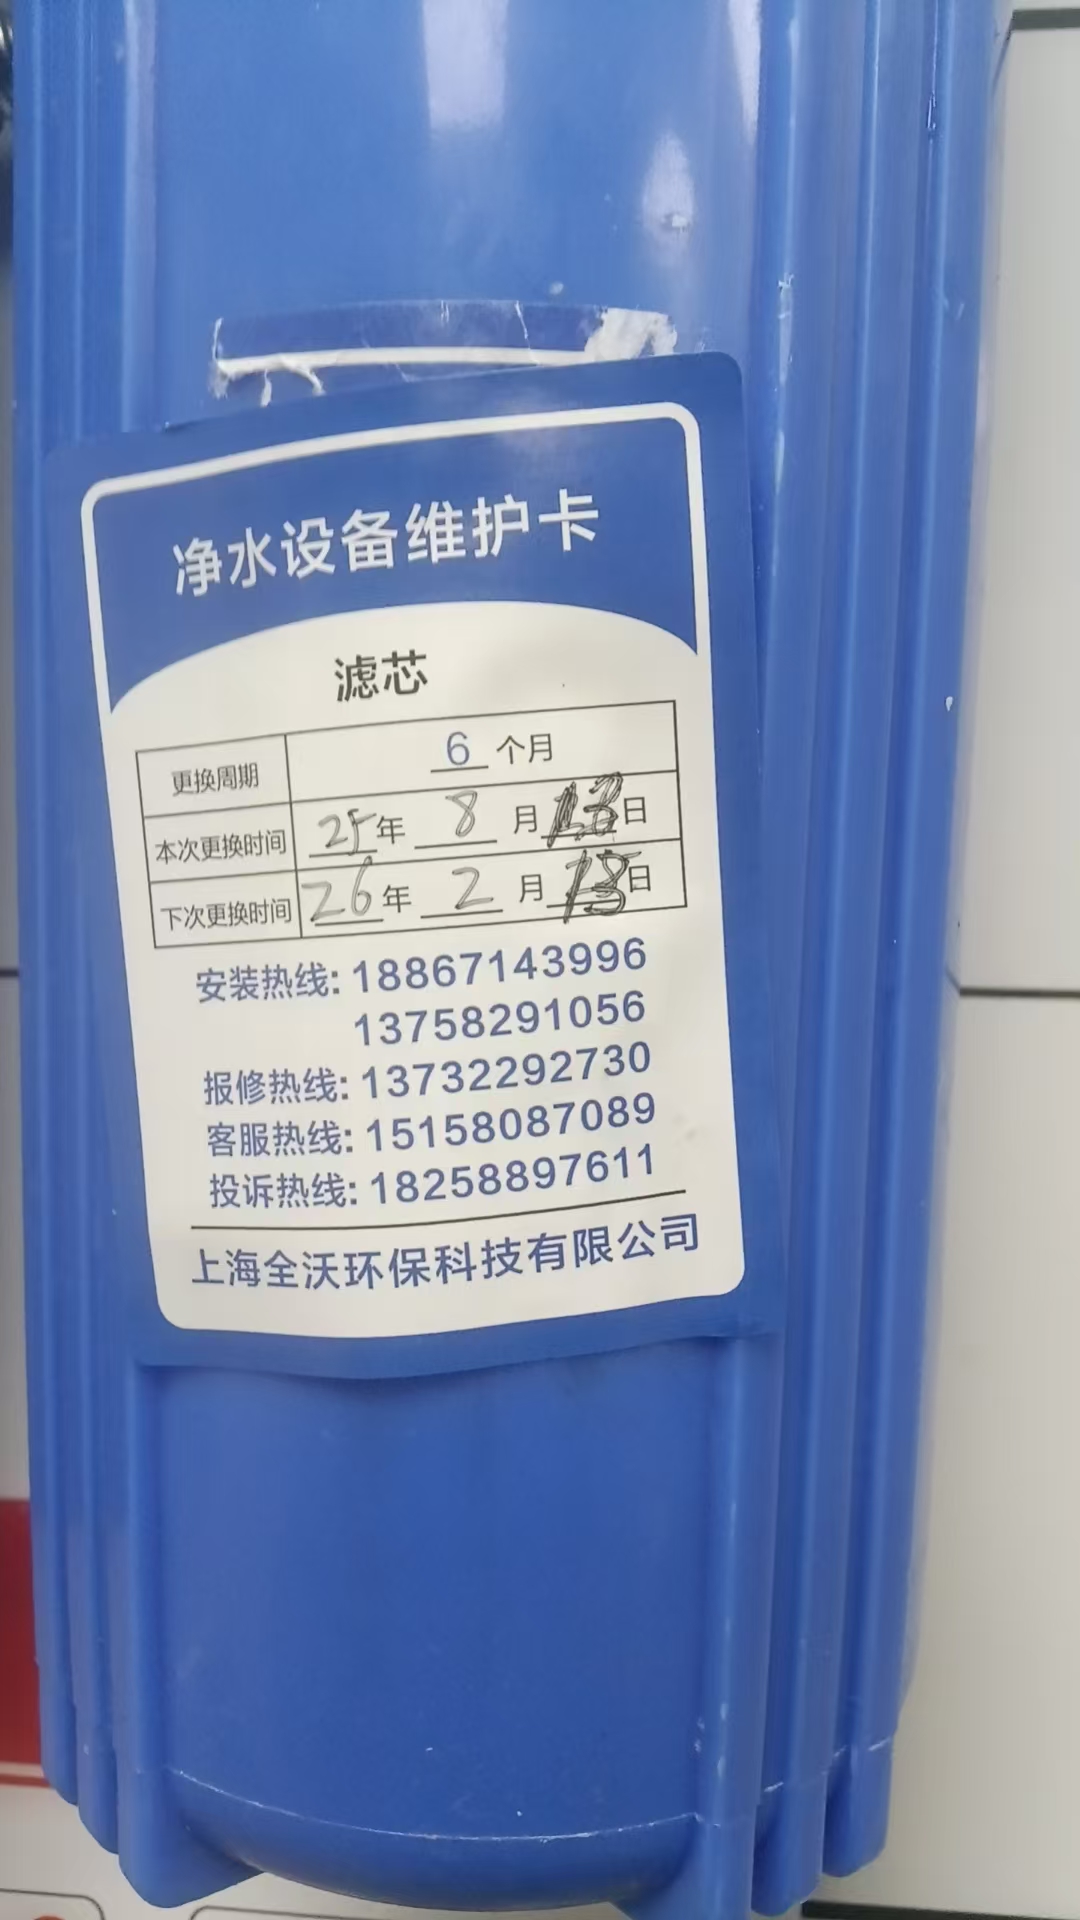 净水设备维护卡
滤芯
更换周期 6 个月
本次更换时间 25年 8 月 日
下次更换时间 26年 2 月 日
安装热线: 18867143996
13758291056
报修热线: 13732292730
客服热线: 15158087089
投诉热线: 18258897611
上海全沃环保科技有限公司